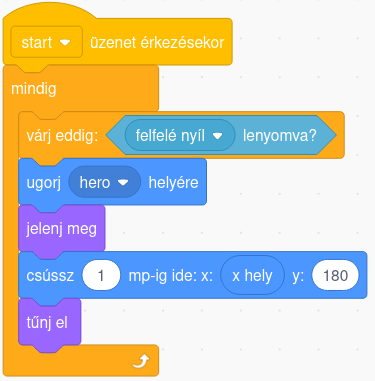 start üzenet érkezésekor
mindig
várj eddig: felfelé nyíl lenyomva?
ugorj hero helyére
jelenj meg
csússz 1 mp-ig ide: x: x hely y: 180
tűnj el